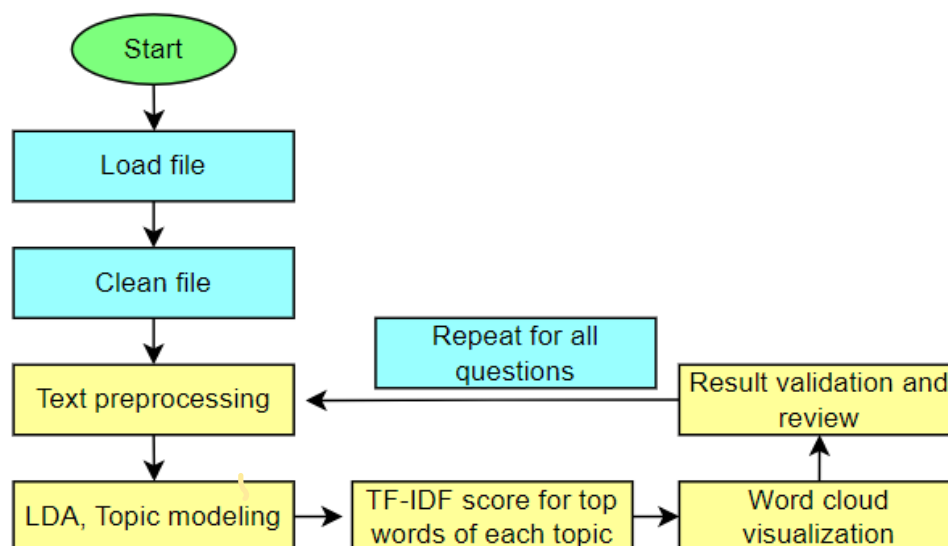 Start
Load file
Clean file
Repeat for all
questions
Text preprocessing
Result validation and
review
LDA, Topic modeling
TF-IDF score for top
words of each topic
Word cloud
visualization